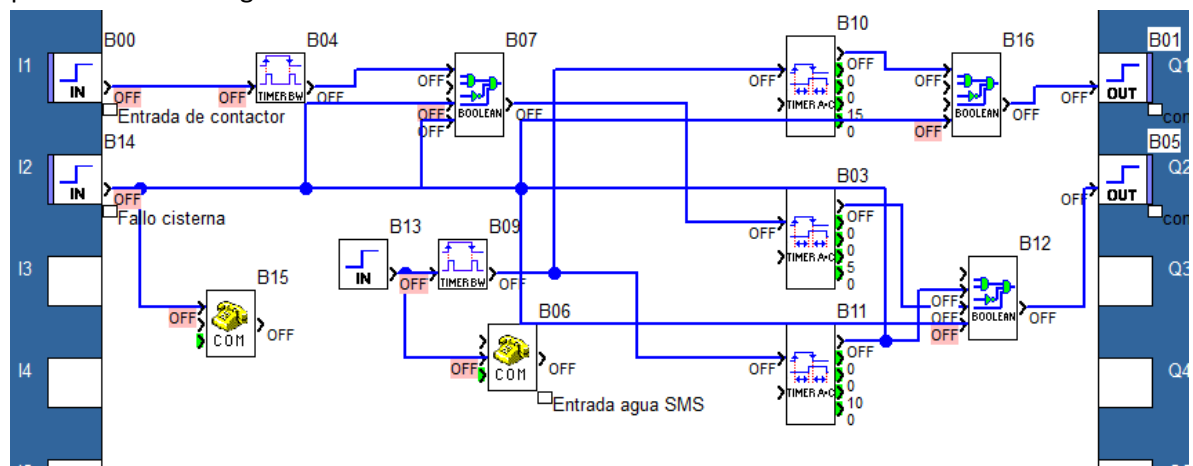 B00
B04
B07
B10
B16
B01
I1
Q1
IN
TIMER BW
BOOLEAN
TIMER A•C
BOOLEAN
OUT
OFF
OFF
OFF
OFF
OFF
OFF
OFF
OFF
OFF
0
0
15
0
OFF
OFF
OFF
OFF
Entrada de contactor
con
B14
B05
I2
Q2
IN
OUT
OFF
OFF
Fallo cisterna
con
B03
OFF
OFF
0
0
5
0
TIMER A•C
B13
B09
B12
I3
Q3
IN
OFF
TIMER BW
OFF
OFF
OFF
OFF
BOOLEAN
OFF
B15
OFF
COM
OFF
B06
OFF
COM
OFF
Entrada agua SMS
B11
OFF
OFF
0
0
10
0
TIMER A•C
I4
Q4